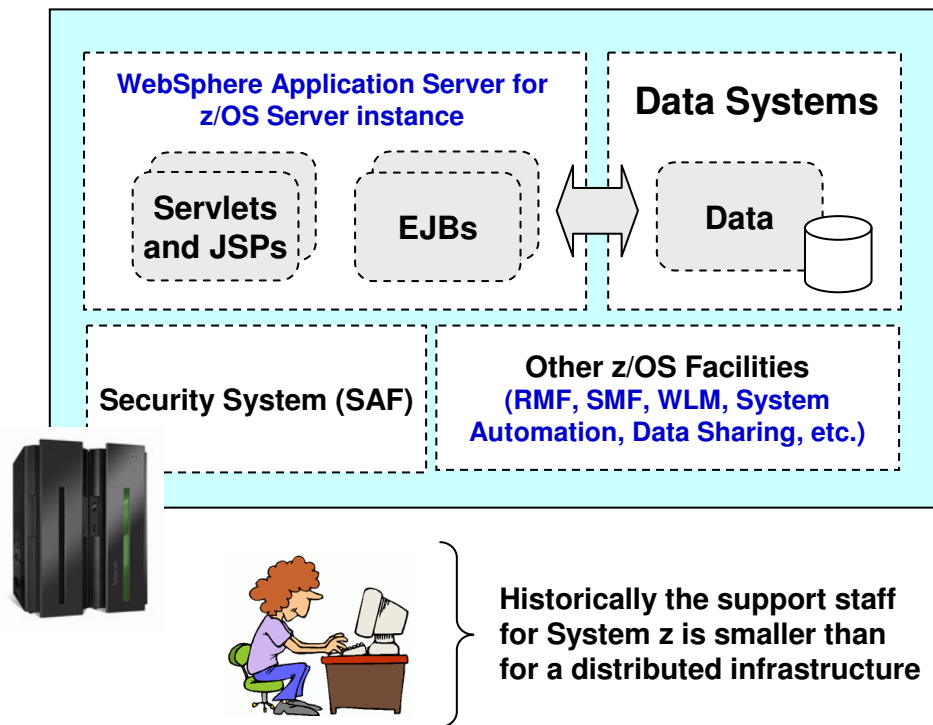 WebSphere Application Server for
z/OS Server instance
Servlets
and JSPs
EJBs
Data Systems
Data
Security System (SAF)
Other z/OS Facilities
(RMF, SMF, WLM, System
Automation, Data Sharing, etc.)
Historically the support staff
for System z is smaller than
for a distributed infrastructure